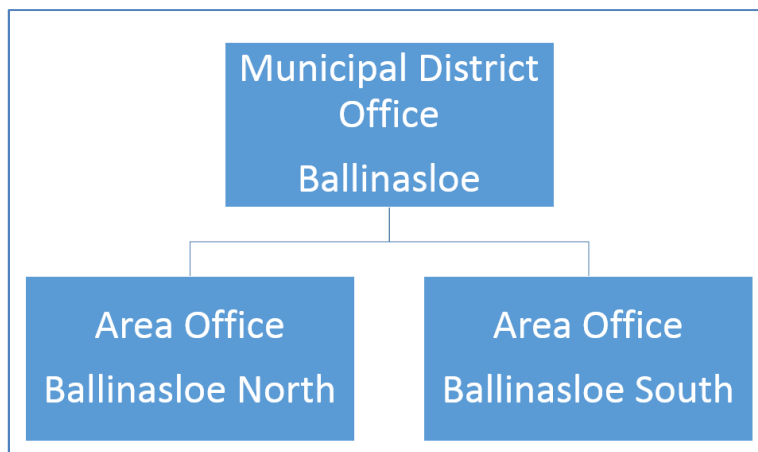 Municipal District
Office
Ballinasloe
Area Office
Ballinasloe North
Area Office
Ballinasloe South